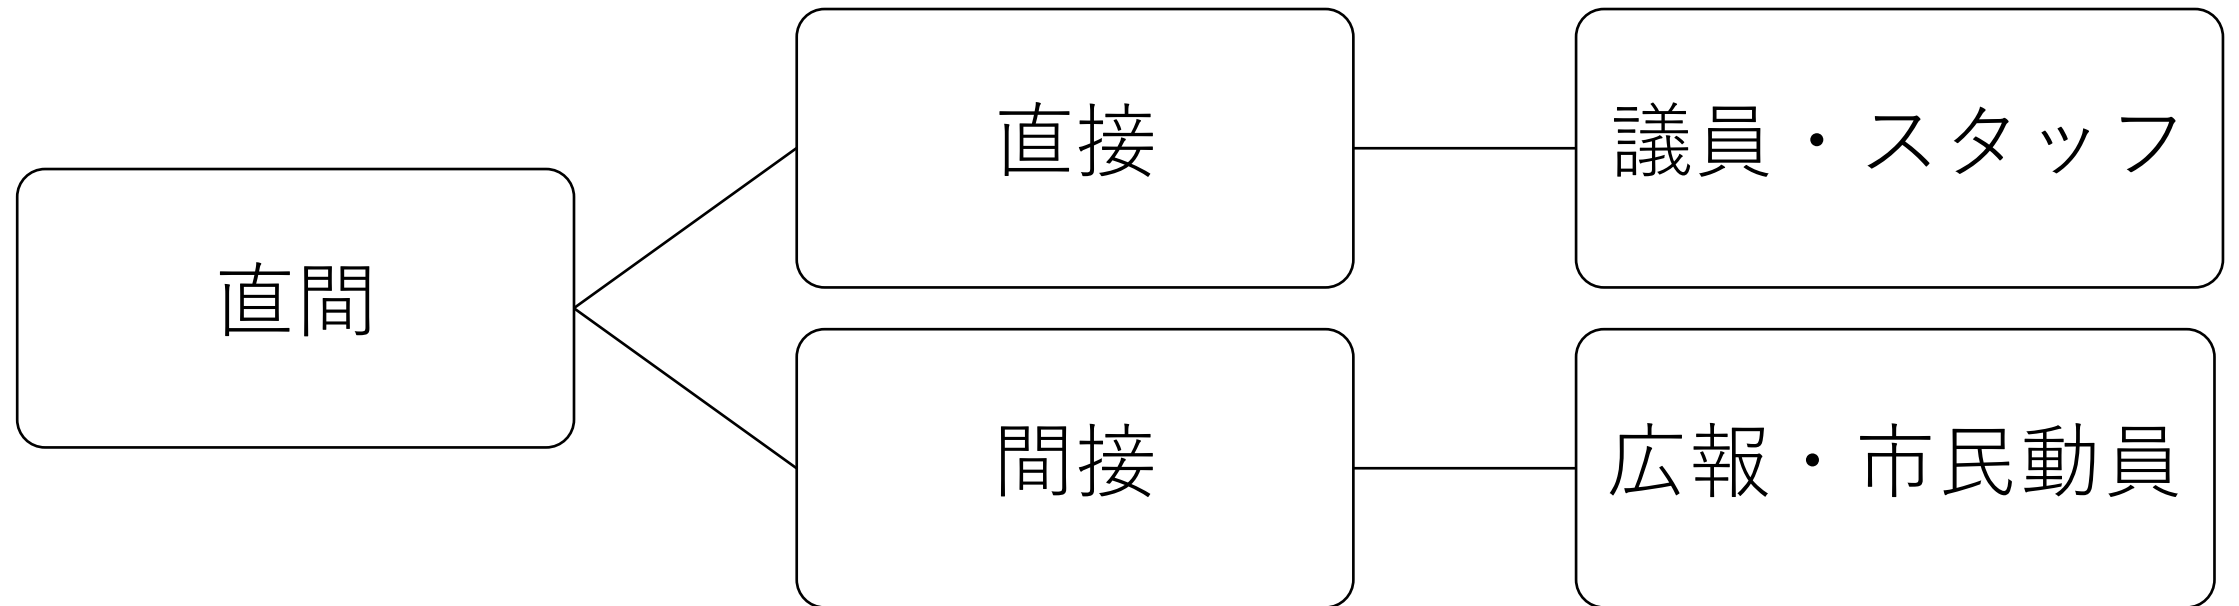 直間
直接
議員・スタッフ
間接
広報・市民動員